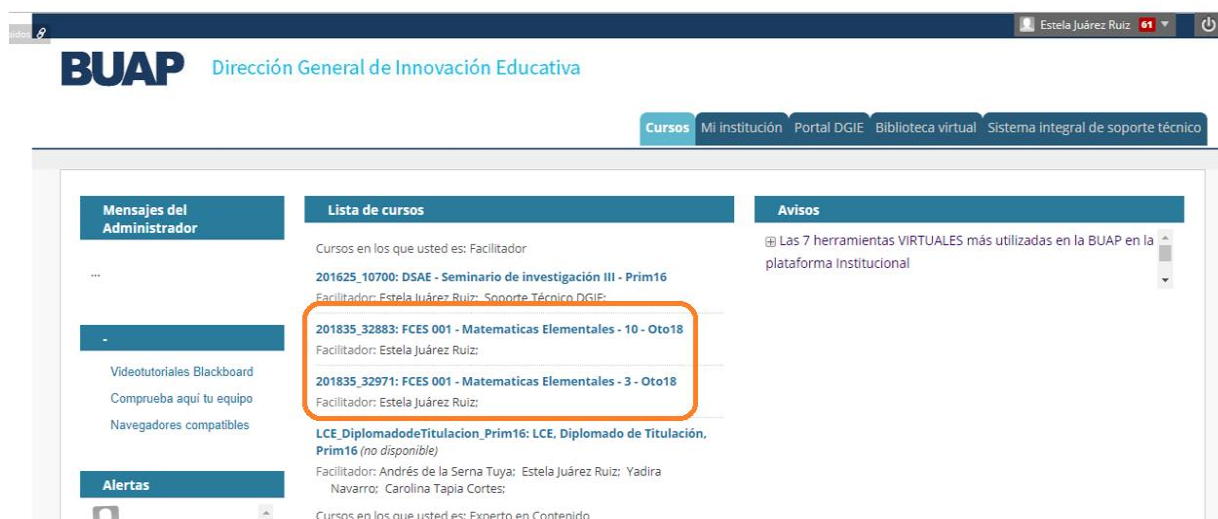 Estela Juárez Ruiz 61
BUAP Dirección General de Innovación Educativa
Cursos Mi institución Portal DGIE Biblioteca virtual Sistema integral de soporte técnico
Mensajes del
Administrador
...
-
Videotutoriales Blackboard
Comprueba aquí tu equipo
Navegadores compatibles
Alertas
Lista de cursos
Cursos en los que usted es: Facilitador
201625_10700: DSAE - Seminario de investigación III - Prim16
Facilitador: Estela Juárez Ruiz; Soporte Técnico DGIE;
201835_32883: FCES 001 - Matematicas Elementales - 10 - Oto18
Facilitador: Estela Juárez Ruiz;
201835_32971: FCES 001 - Matematicas Elementales - 3 - Oto18
Facilitador: Estela Juárez Ruiz;
LCE_DiplomadodeTitulacion_Prim16: LCE, Diplomado de Titulación,
Prim16 (no disponible)
Facilitador: Andrés de la Serna Tuya; Estela Juárez Ruiz; Yadira
Navarro; Carolina Tapia Cortes;
Cursos en los que usted es: Experto en Contenido
Avisos
Las 7 herramientas VIRTUALES más utilizadas en la BUAP en la
plataforma Institucional